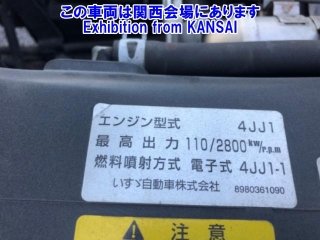 この車両は関西会場にあります
Exhibition from KANSAI
エンジン型式 4JJ1
最高出力 110/2800 kw/r.p.m
燃料噴射方式 電子式 4JJ1-1
いすゞ自動車株式会社 8980361090
注意